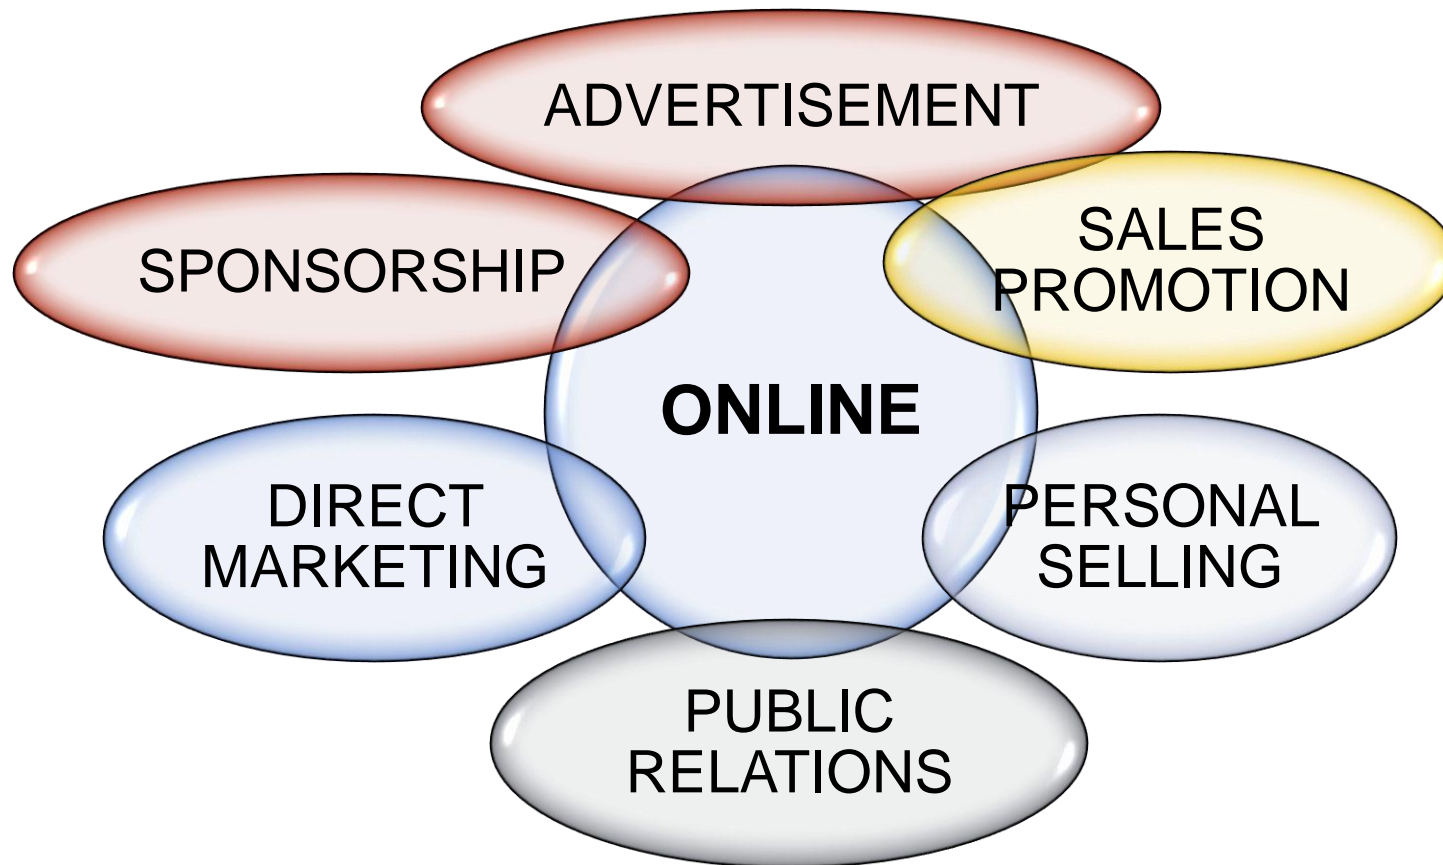 ADVERTISEMENT
SALES
PROMOTION
SPONSORSHIP
ONLINE
DIRECT
MARKETING
PERSONAL
SELLING
PUBLIC
RELATIONS